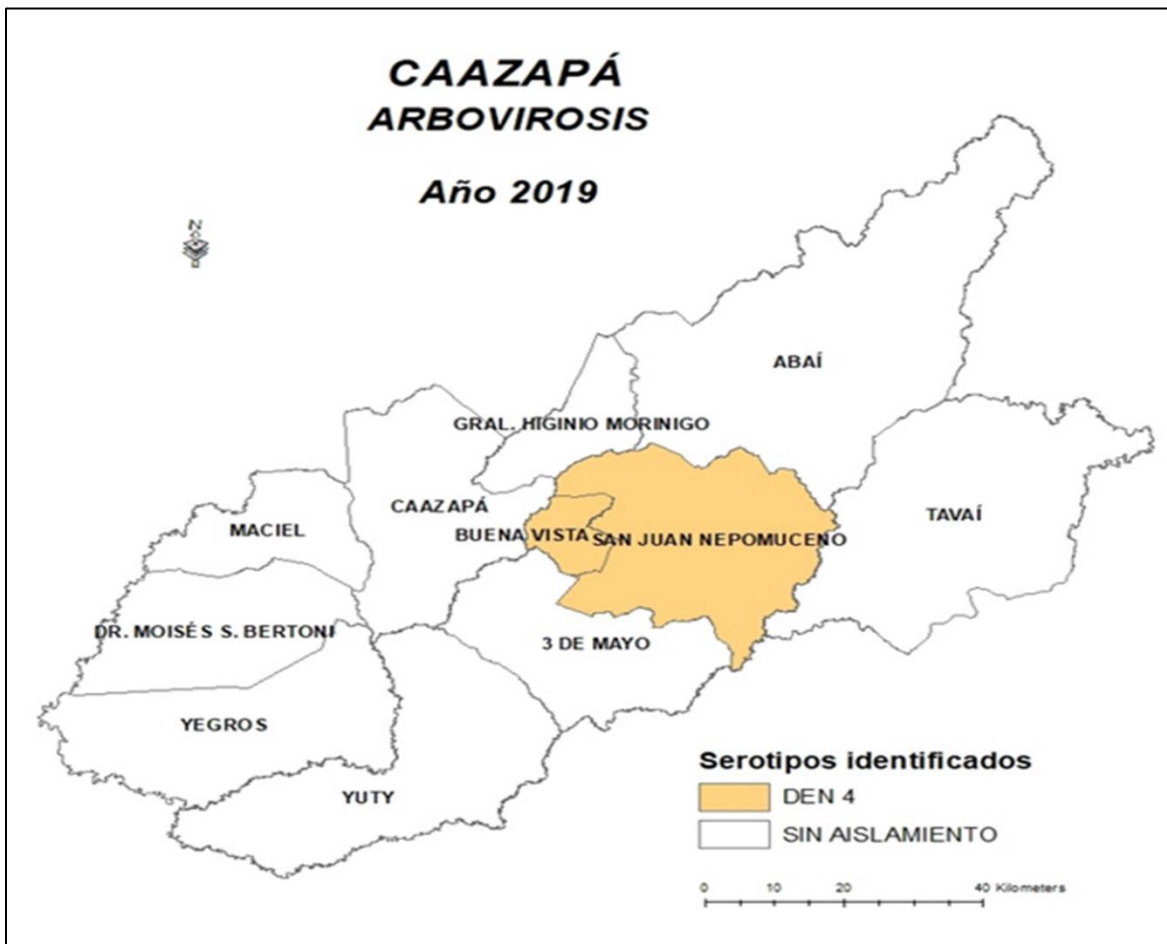 CAAZAPÁ
ARBOVIROSIS
Año 2019
N
ABAÍ
GRAL. HIGINIO MORINIGO
CAAZAPÁ
TAVAÍ
MACIEL
BUENA VISTA
SAN JUAN NEPOMUCENO
DR. MOISÉS S. BERTONI
3 DE MAYO
YEGROS
YUTY
Serotipos identificados
DEN 4
SIN AISLAMIENTO
0 10 20 40 Kilometers